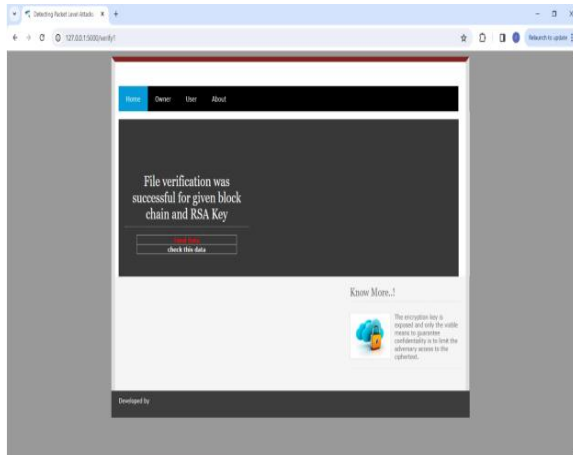 Detecting Packet Level Attacks
127.0.0.1:5000/verify1
Relaunch to update
Home Owner User About
File verification was
successful for given block
chain and RSA Key
check this data
Know More..!
The encryption key is
exposed and only the viable
means to guarantee
confidentiality is to limit the
adversary access to the
ciphertext.
Developed by